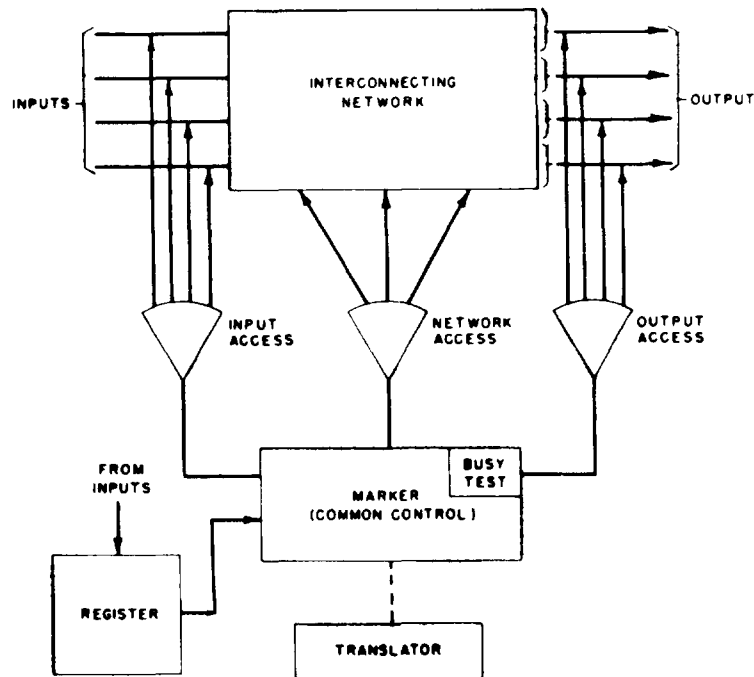 INTERCONNECTING
NETWORK
INPUTS
OUTPUT
INPUT
ACCESS
NETWORK
ACCESS
OUTPUT
ACCESS
FROM
INPUTS
BUSY
TEST
MARKER
(COMMON CONTROL)
REGISTER
TRANSLATOR